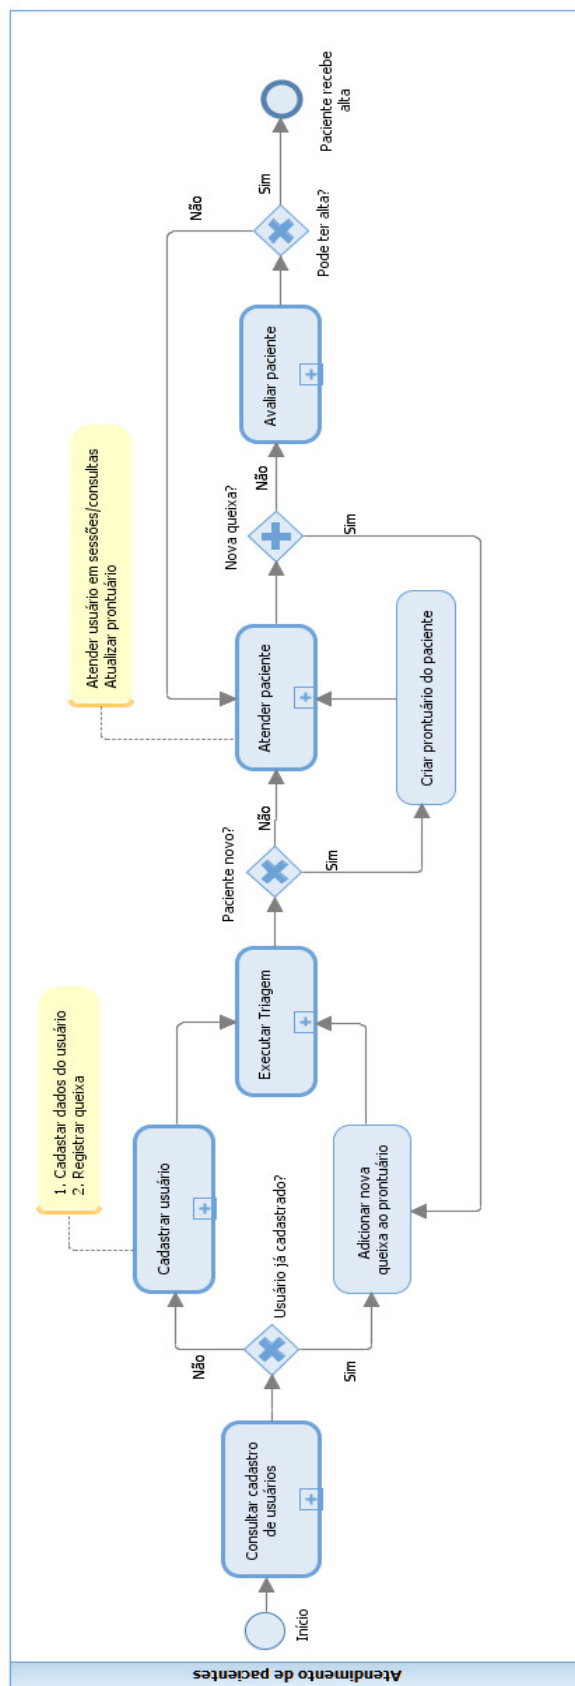 Atendimento de pacientes
Início
Consultar cadastro
de usuários
Usuário já cadastrado?
Não
Sim
1. Cadastar dados do usuário
2. Registrar queixa
Cadastrar usuário
Adicionar nova
queixa ao prontuário
Executar Triagem
Paciente novo?
Não
Sim
Criar prontuário do paciente
Atender usuário em sessões/consultas
Atualizar prontuário
Atender paciente
Nova queixa?
Não
Sim
Avaliar paciente
Pode ter alta?
Não
Sim
Paciente recebe
alta